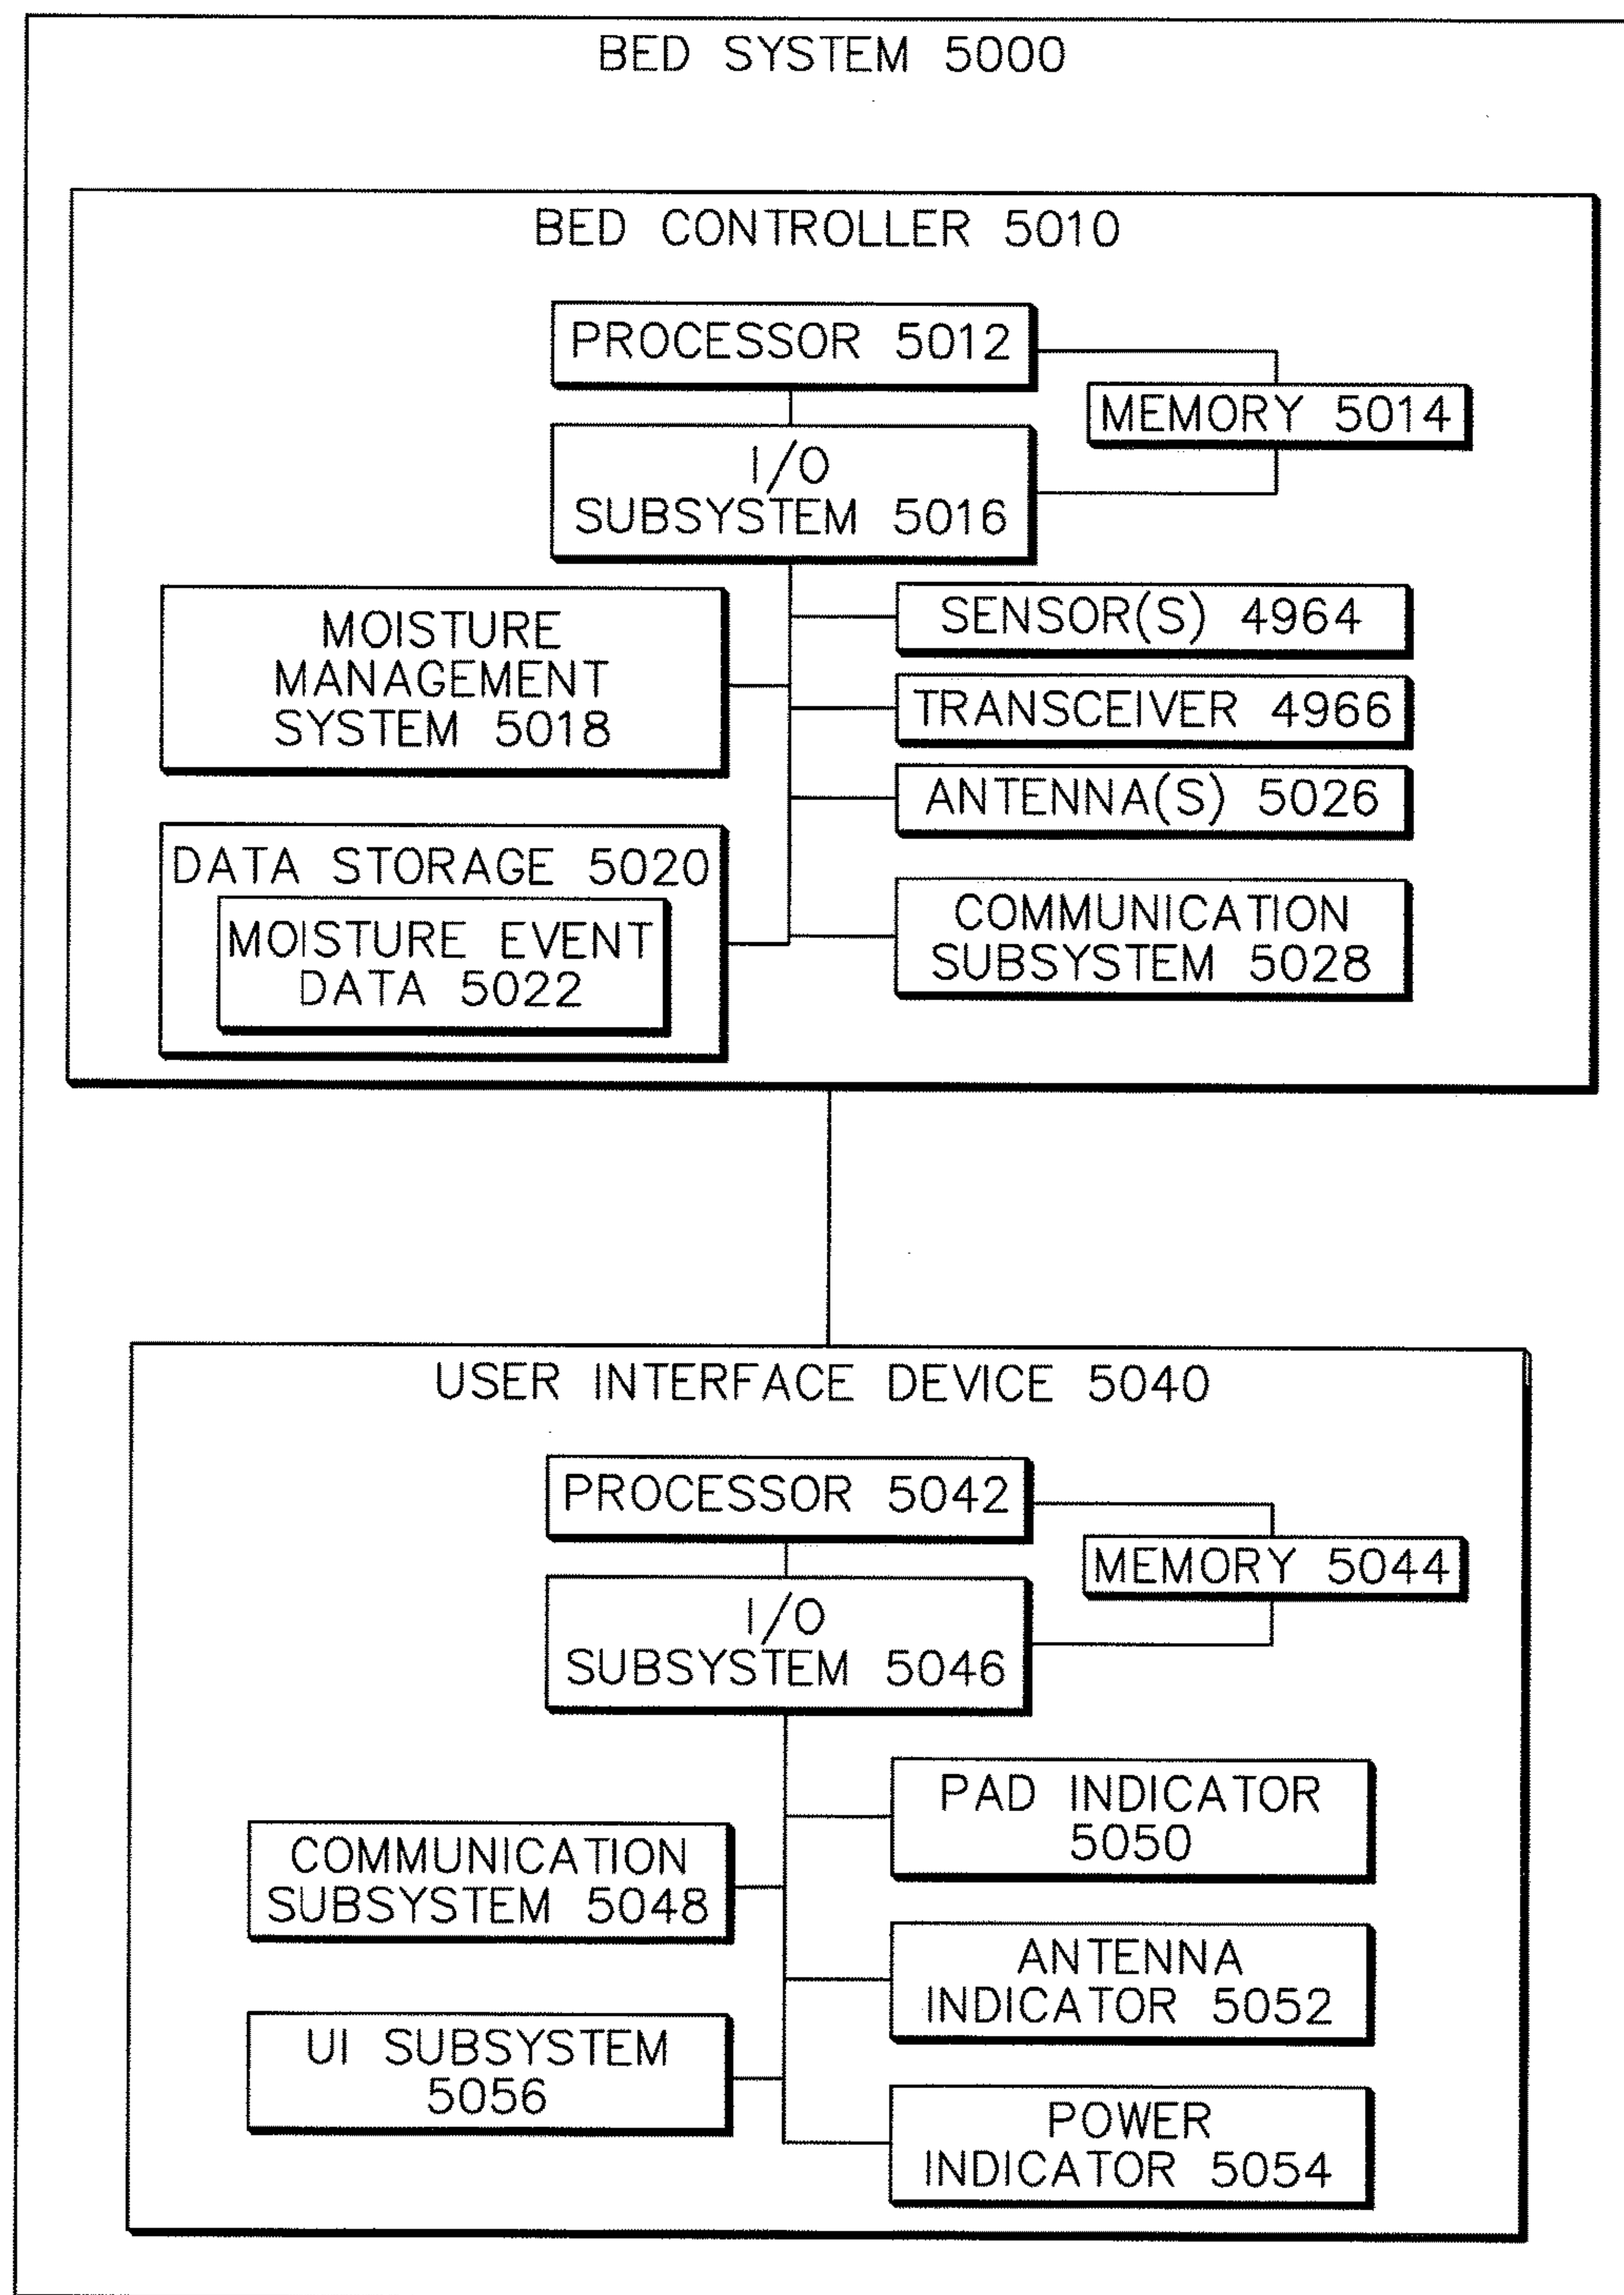 BED SYSTEM 5000
BED CONTROLLER 5010
PROCESSOR 5012
MEMORY 5014
I/O
SUBSYSTEM 5016
MOISTURE
MANAGEMENT
SYSTEM 5018
SENSOR(S) 4964
TRANSCEIVER 4966
ANTENNA(S) 5026
DATA STORAGE 5020
MOISTURE EVENT
DATA 5022
COMMUNICATION
SUBSYSTEM 5028
USER INTERFACE DEVICE 5040
PROCESSOR 5042
MEMORY 5044
I/O
SUBSYSTEM 5046
PAD INDICATOR
5050
COMMUNICATION
SUBSYSTEM 5048
ANTENNA
INDICATOR 5052
UI SUBSYSTEM
5056
POWER
INDICATOR 5054